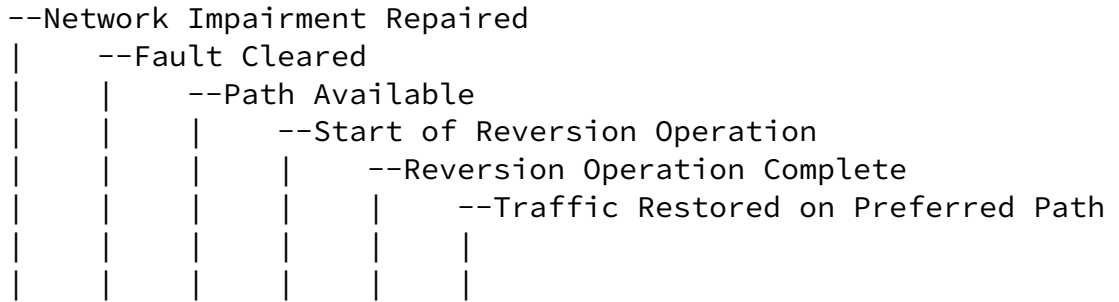 --Network Impairment Repaired
|    --Fault Cleared
|    |    --Path Available
|    |    |    --Start of Reversion Operation
|    |    |    |    --Reversion Operation Complete
|    |    |    |    |    --Traffic Restored on Preferred Path
|    |    |    |    |    |
|    |    |    |    |    |